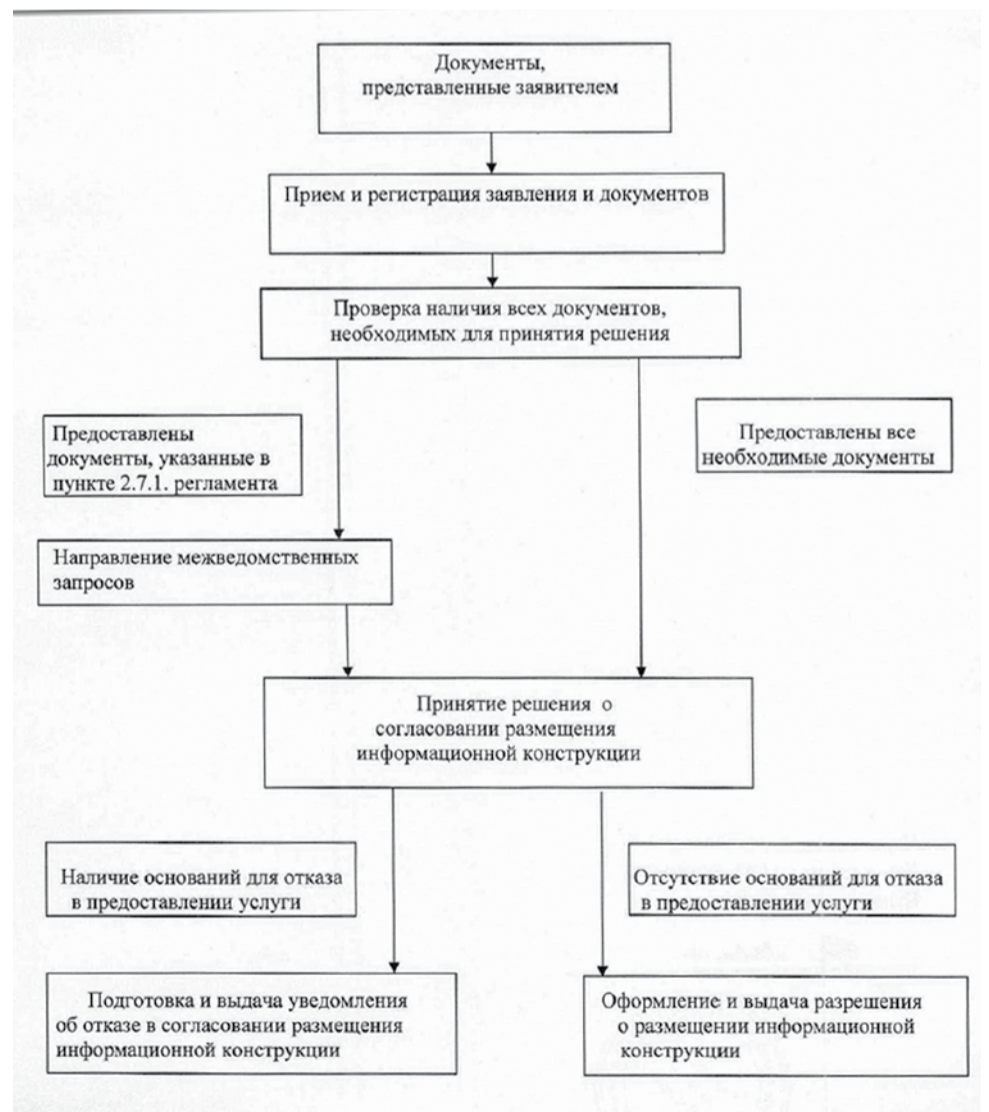 Документы,
представленные заявителем
Прием и регистрация заявления и документов
Проверка наличия всех документов,
необходимых для принятия решения
Предоставлены
документы, указанные в
пункте 2.7.1. регламента
Предоставлены все
необходимые документы
Направление межведомственных
запросов
Принятие решения о
согласовании размещения
информационной конструкции
Наличие оснований для отказа
в предоставлении услуги
Отсутствие оснований для отказа
в предоставлении услуги
Подготовка и выдача уведомления
об отказе в согласовании размещения
информационной конструкции
Оформление и выдача разрешения
о размещении информационной
конструкции